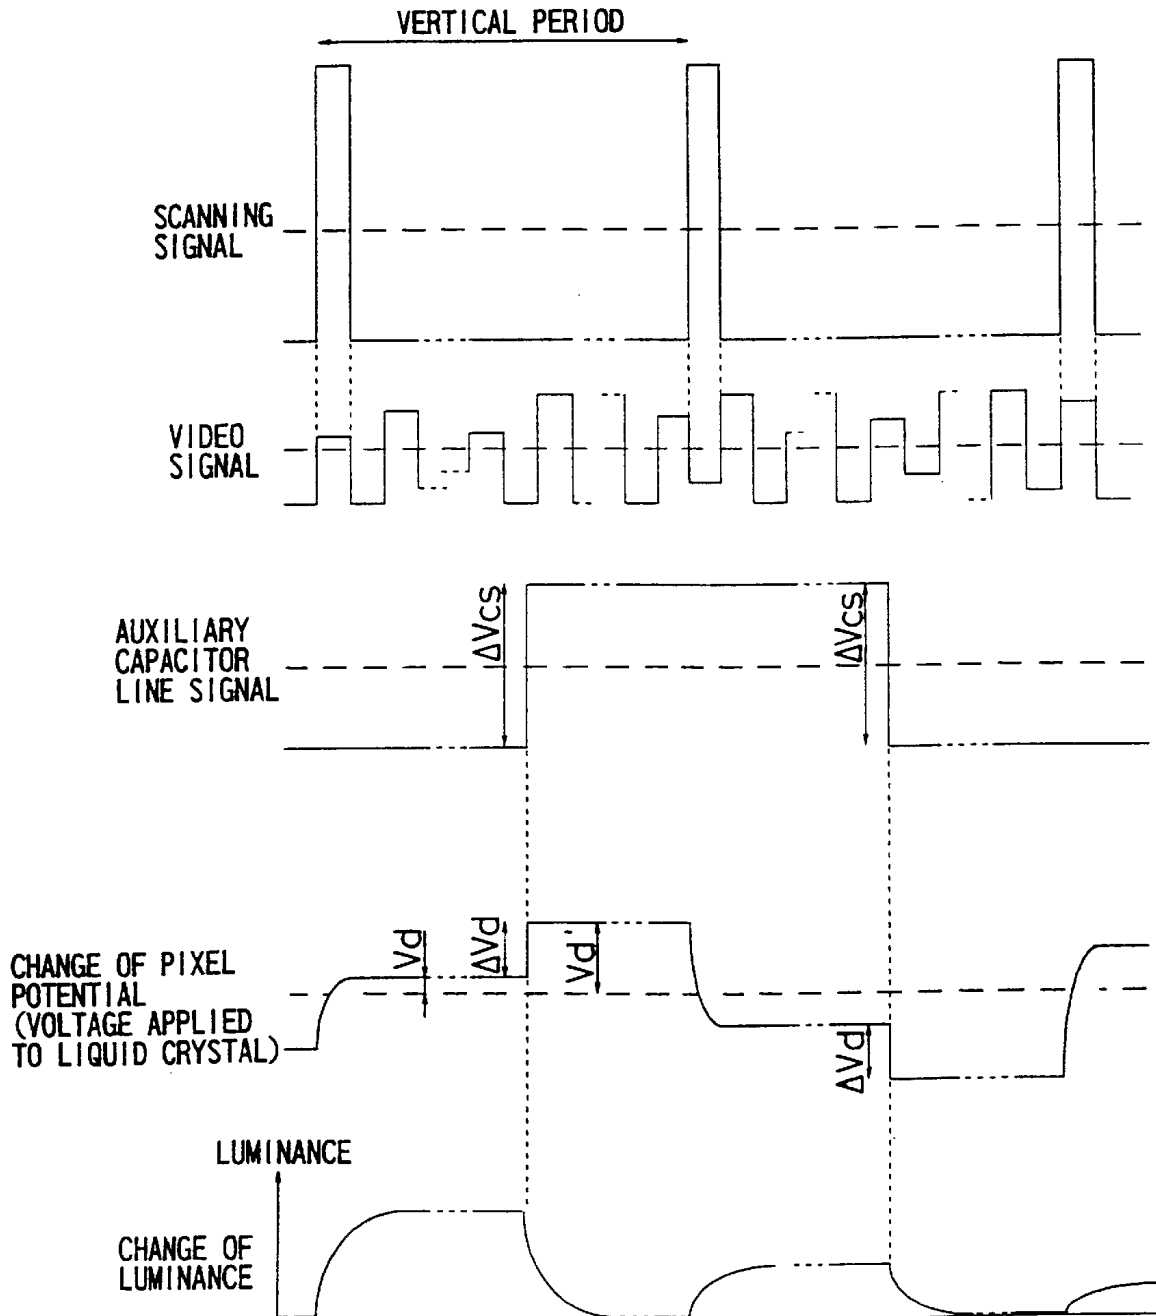 VERTICAL PERIOD
SCANNING
SIGNAL
VIDEO
SIGNAL
AUXILIARY
CAPACITOR
LINE SIGNAL
ΔVcs
ΔVcs
CHANGE OF PIXEL
POTENTIAL
(VOLTAGE APPLIED
TO LIQUID CRYSTAL)
Vd
ΔVd
Vd'
ΔVd
LUMINANCE
CHANGE OF
LUMINANCE